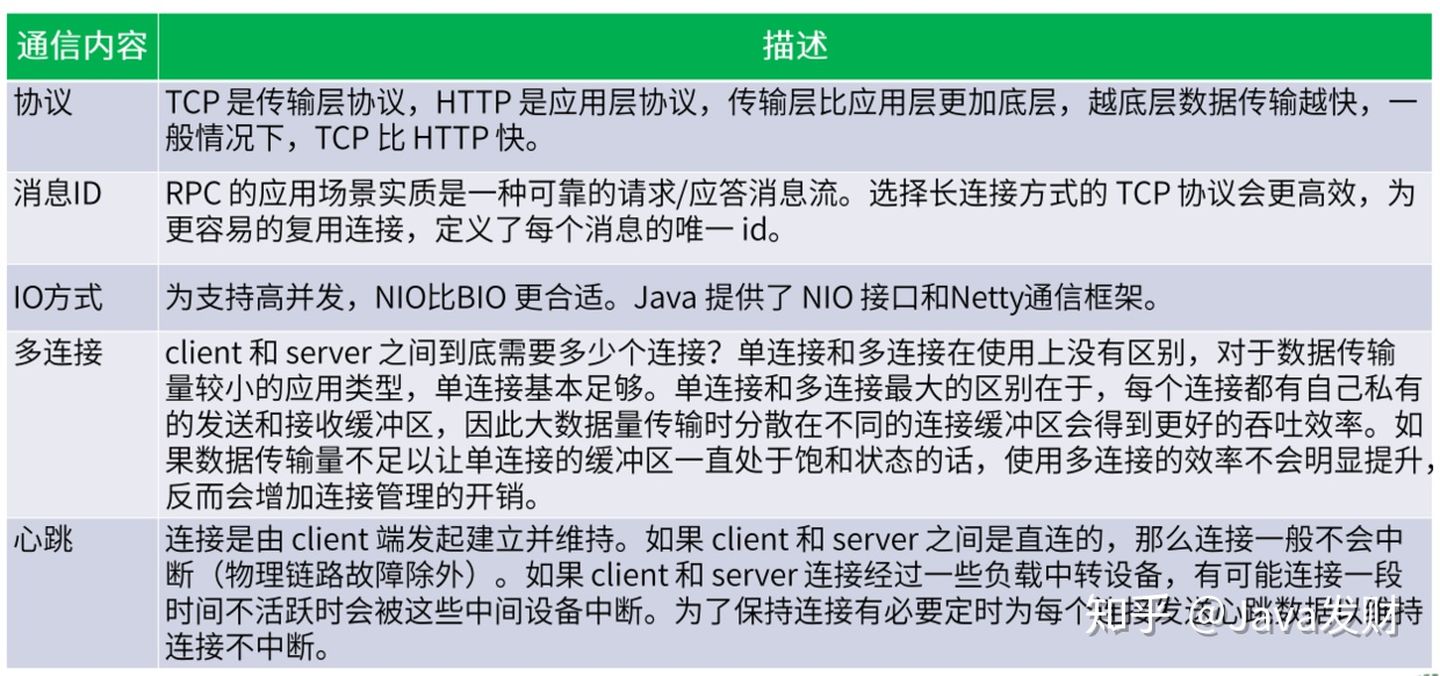 通信内容
描述
协议
TCP 是传输层协议，HTTP 是应用层协议，传输层比应用层更加底层，越底层数据传输越快，一
般情况下，TCP 比 HTTP 快。
消息ID
RPC 的应用场景实质是一种可靠的请求/应答消息流。选择长连接方式的 TCP 协议会更高效，为
更容易的复用连接，定义了每个消息的唯一 id。
IO方式
为支持高并发，NIO比BIO 更合适。Java 提供了 NIO 接口和Netty通信框架。
多连接
client 和 server 之间到底需要多少个连接？单连接和多连接在使用上没有区别，对于数据传输
量较小的应用类型，单连接基本足够。单连接和多连接最大的区别在于，每个连接都有自己私有
的发送和接收缓冲区，因此大数据量传输时分散在不同的连接缓冲区会得到更好的吞吐效率。如
果数据传输量不足以让单连接的缓冲区一直处于饱和状态的话，使用多连接的效率不会明显提升，
反而会增加连接管理的开销。
心跳
连接是由 client 端发起建立并维持。如果 client 和 server 之间是直连的，那么连接一般不会中
断（物理链路故障除外）。如果 client 和 server 连接经过一些负载中转设备，有可能连接一段
时间不活跃时会被这些中间设备中断。为了保持连接有必要定时为每个连接发送心跳数据以维持
连接不中断。
知乎 @Java发财